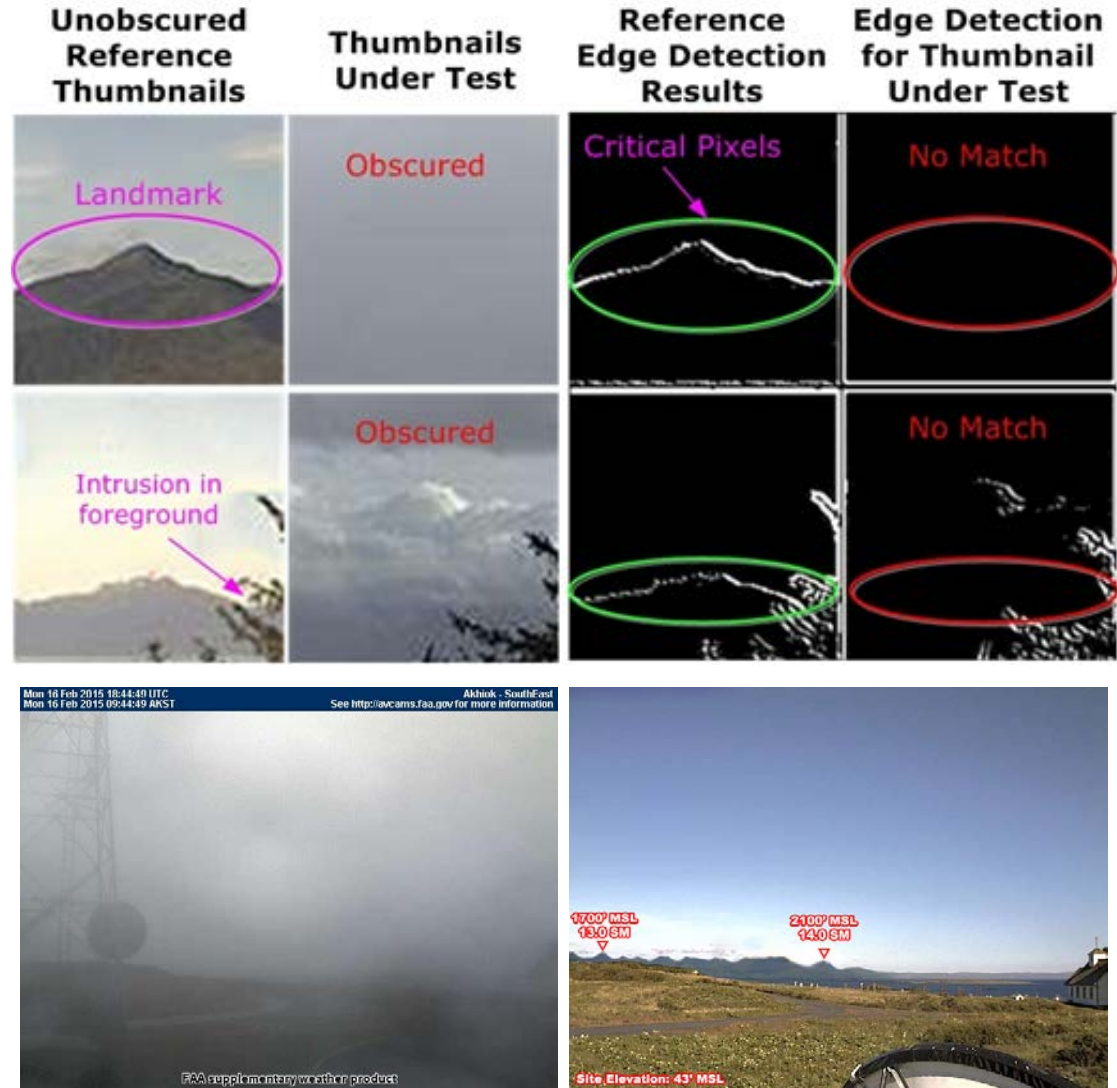 Unobscured
Reference
Thumbnails
Thumbnails
Under Test
Reference
Edge Detection
Results
Edge Detection
for Thumbnail
Under Test
Landmark
Obscured
Critical Pixels
No Match
Intrusion in
foreground
Obscured
No Match
Mon 16 Feb 2015 18:44:49 UTC
Mon 16 Feb 2015 09:44:49 AKST
Akhiok - SouthEast
See http://avcams.faa.gov for more information
FAA supplementary weather product
1700' MSL
13.0 SM
2100' MSL
14.0 SM
Site Elevation: 43' MSL